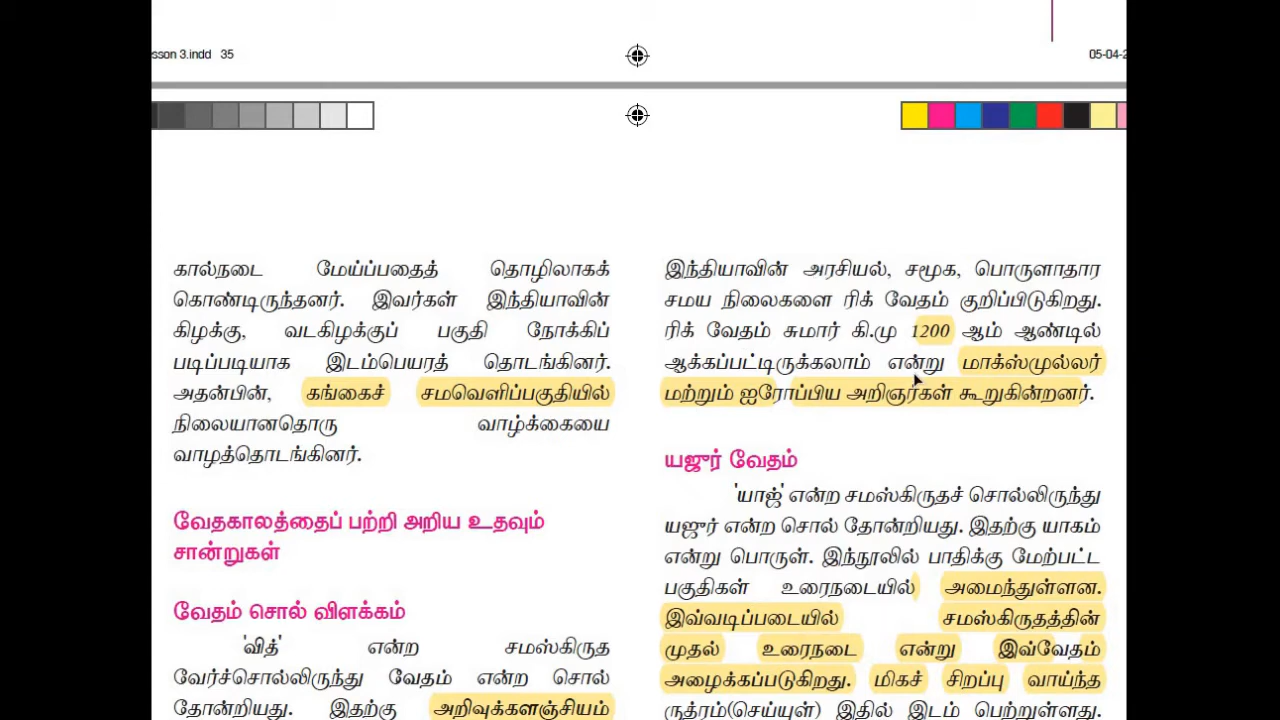 sson 3.indd 35
05-04-2
கால்நடை மேய்ப்பதைத் தொழிலாகக்
கொண்டிருந்தனர். இவர்கள் இந்தியாவின்
கிழக்கு, வடகிழக்குப் பகுதி நோக்கிப்
படிப்படியாக இடம்பெயரத் தொடங்கினர்.
அதன்பின், கங்கைச் சமவெளிப்பகுதியில்
நிலையானதொரு வாழ்க்கையை
வாழத்தொடங்கினர்.
வேதகாலத்தைப் பற்றி அறிய உதவும்
சான்றுகள்
வேதம் சொல் விளக்கம்
'வித்' என்ற சமஸ்கிருத
வேர்ச்சொல்லிருந்து வேதம் என்ற சொல்
தோன்றியது. இதற்கு அறிவுக்களஞ்சியம்
இந்தியாவின் அரசியல், சமூக, பொருளாதார
சமய நிலைகளை ரிக் வேதம் குறிப்பிடுகிறது.
ரிக் வேதம் சுமார் கி.மு 1200 ஆம் ஆண்டில்
ஆக்கப்பட்டிருக்கலாம் என்று மாக்ஸ்முல்லர்
மற்றும் ஐரோப்பிய அறிஞர்கள் கூறுகின்றனர்.
யஜுர் வேதம்
'யாஜ்' என்ற சமஸ்கிருதச் சொல்லிருந்து
யஜுர் என்ற சொல் தோன்றியது. இதற்கு யாகம்
என்று பொருள். இந்நூலில் பாதிக்கு மேற்பட்ட
பகுதிகள் உரைநடையில் அமைந்துள்ளன.
இவ்வடிப்படையில் சமஸ்கிருதத்தின்
முதல் உரைநடை என்று இவ்வேதம்
அழைக்கப்படுகிறது. மிகச் சிறப்பு வாய்ந்த
ருத்ரம்(செய்யுள்) இதில் இடம் பெற்றுள்ளது.